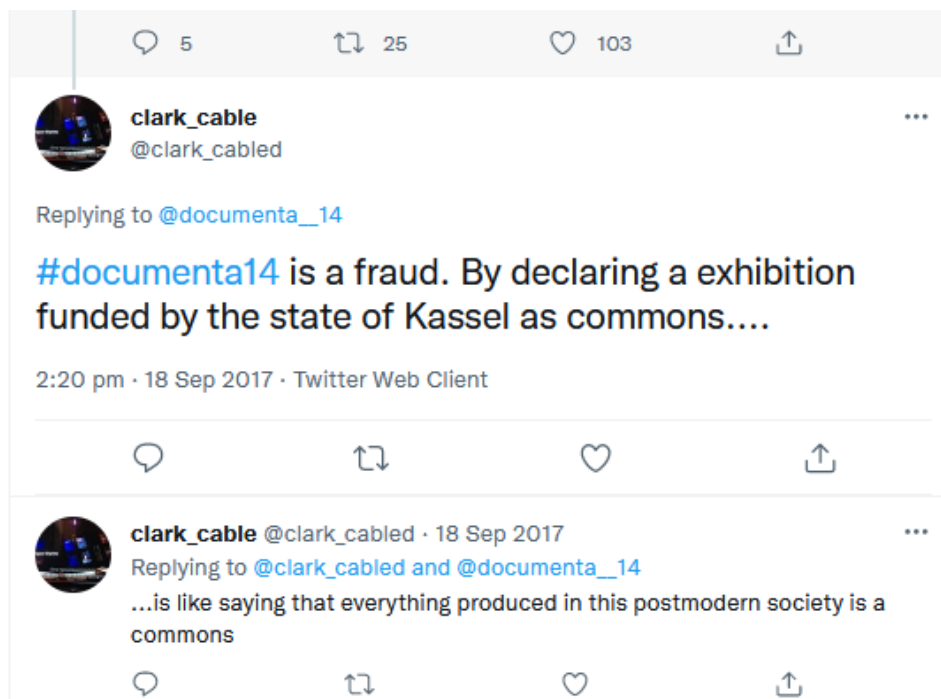 5 25 103
clark_cable
@clark_cabled
Replying to @documenta__14
#documenta14 is a fraud. By declaring a exhibition
funded by the state of Kassel as commons....
2:20 pm · 18 Sep 2017 · Twitter Web Client
clark_cable @clark_cabled · 18 Sep 2017
Replying to @clark_cabled and @documenta__14
...is like saying that everything produced in this postmodern society is a
commons